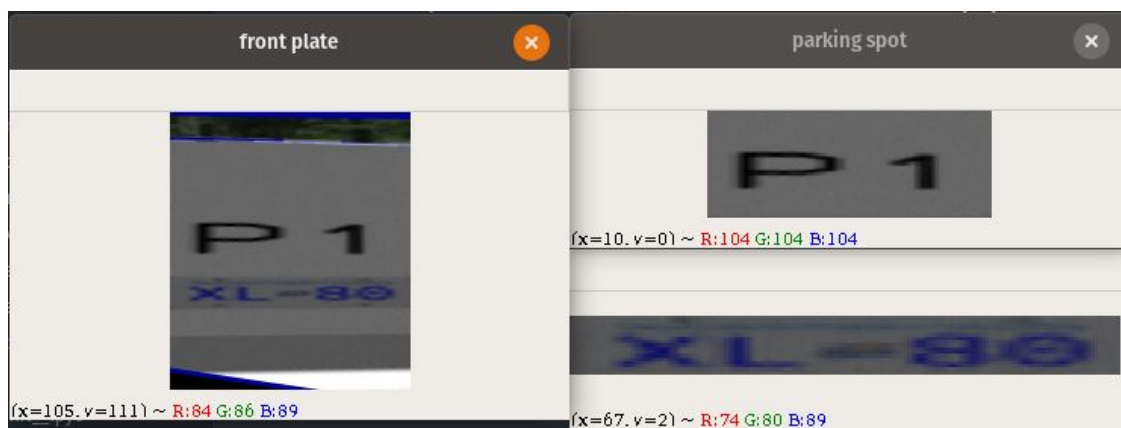 front plate
P 1
XL-80
(x=105, y=111) ~ R:84 G:86 B:89
parking spot
P 1
(x=10, y=0) ~ R:104 G:104 B:104
XL-80
(x=67, y=2) ~ R:74 G:80 B:89